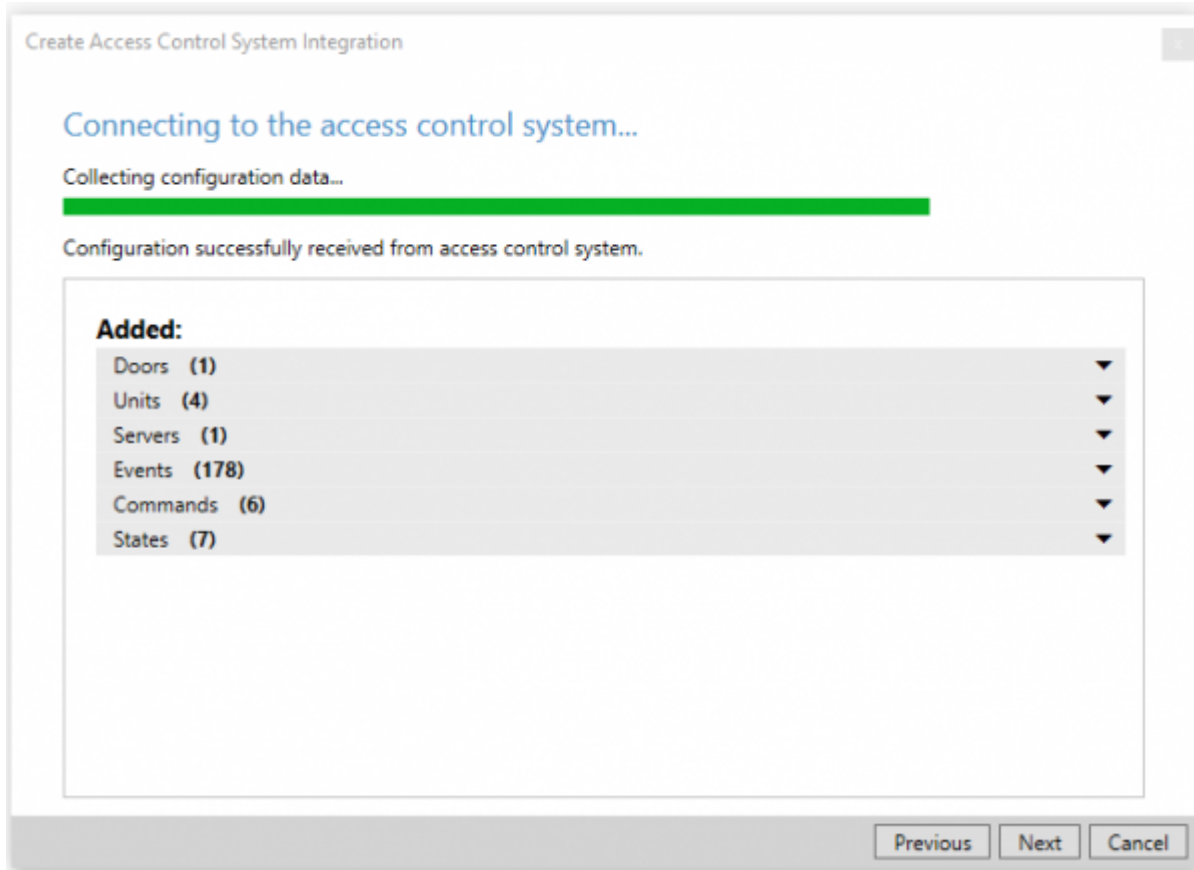 Create Access Control System Integration
Connecting to the access control system...
Collecting configuration data...
Configuration successfully received from access control system.
Added:
Doors (1)
Units (4)
Servers (1)
Events (178)
Commands (6)
States (7)
Previous Next Cancel